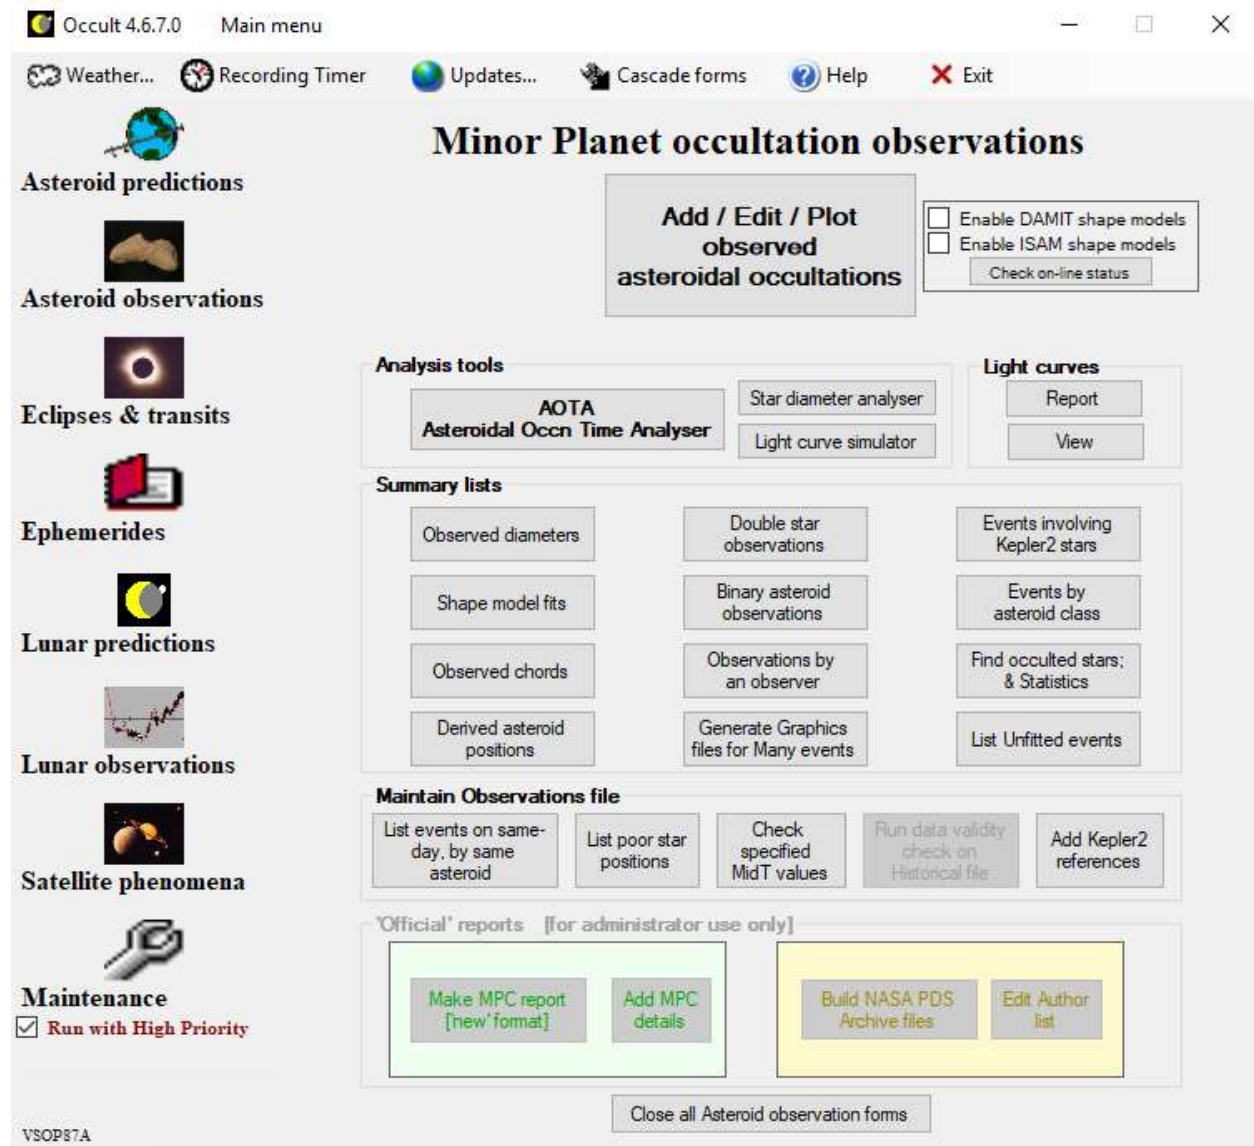 Occult 4.6.7.0 Main menu
Weather... Recording Timer Updates... Cascade forms Help Exit
Asteroid predictions
Asteroid observations
Eclipses & transits
Ephemerides
Lunar predictions
Lunar observations
Satellite phenomena
Maintenance
Run with High Priority
VSOP87A
Minor Planet occultation observations
Add / Edit / Plot
observed
asteroidal occultations
Enable DAMIT shape models
Enable ISAM shape models
Check on-line status
Analysis tools
AOTA
Asteroidal Occn Time Analyser
Star diameter analyser
Light curve simulator
Light curves
Report
View
Summary lists
Observed diameters
Double star
observations
Events involving
Kepler2 stars
Shape model fits
Binary asteroid
observations
Events by
asteroid class
Observed chords
Observations by
an observer
Find occulted stars;
& Statistics
Derived asteroid
positions
Generate Graphics
files for Many events
List Unfitted events
Maintain Observations file
List events on same-
day, by same
asteroid
List poor star
positions
Check
specified
MidT values
Run data validity
check on
Historical file
Add Kepler2
references
'Official' reports [for administrator use only]
Make MPC report
['new' format]
Add MPC
details
Build NASA PDS
Archive files
Edit Author
list
Close all Asteroid observation forms